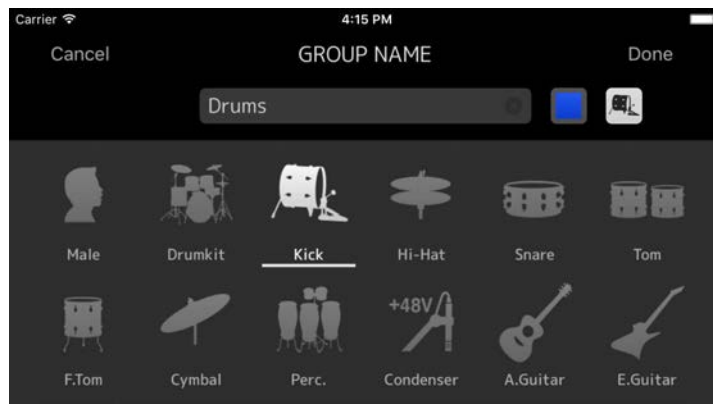 Carrier 4:15 PM
Cancel GROUP NAME Done
Drums
Male Drumkit Kick Hi-Hat Snare Tom
+48V
F.Tom Cymbal Perc. Condenser A.Guitar E.Guitar